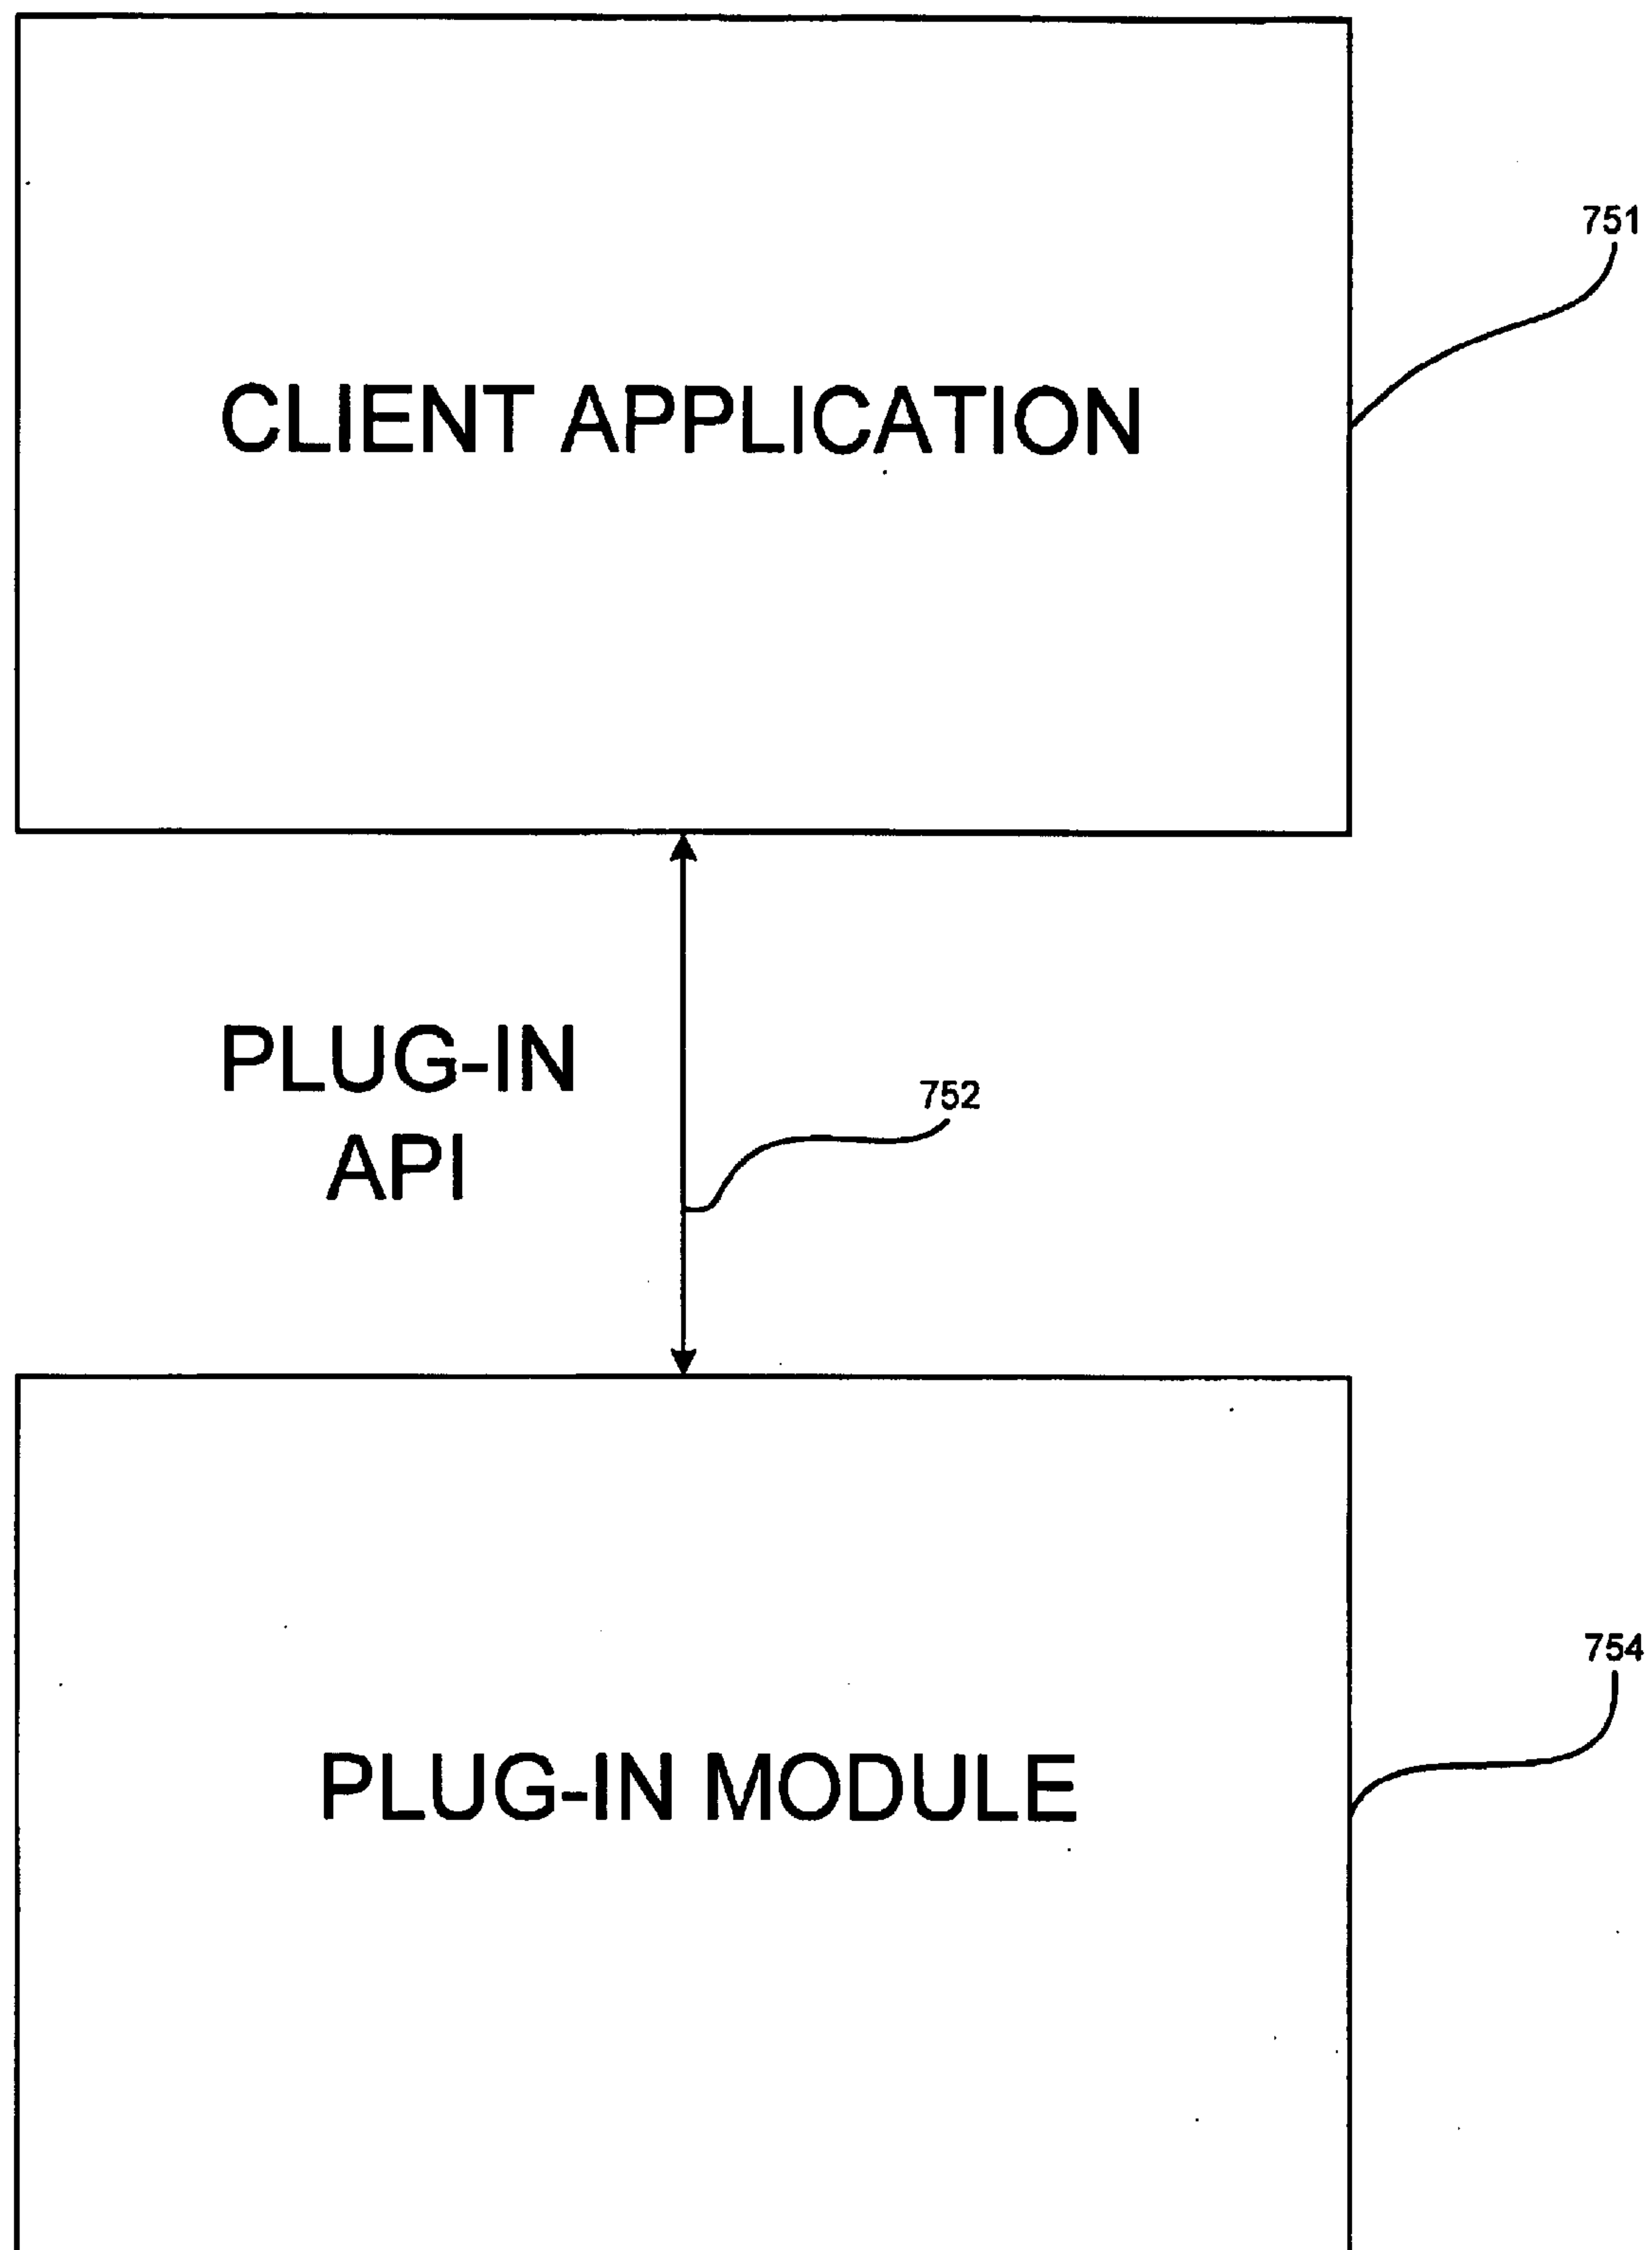 751
CLIENT APPLICATION
PLUG-IN
API
752
754
PLUG-IN MODULE